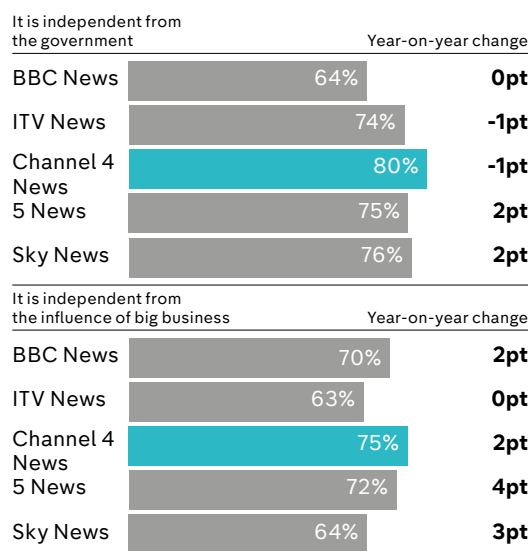 It is independent from
the government Year-on-year change
BBC News 64% 0pt
ITV News 74% -1pt
Channel 4
News 80% -1pt
5 News 75% 2pt
Sky News 76% 2pt
It is independent from
the influence of big business Year-on-year change
BBC News 70% 2pt
ITV News 63% 0pt
Channel 4
News 75% 2pt
5 News 72% 4pt
Sky News 64% 3pt